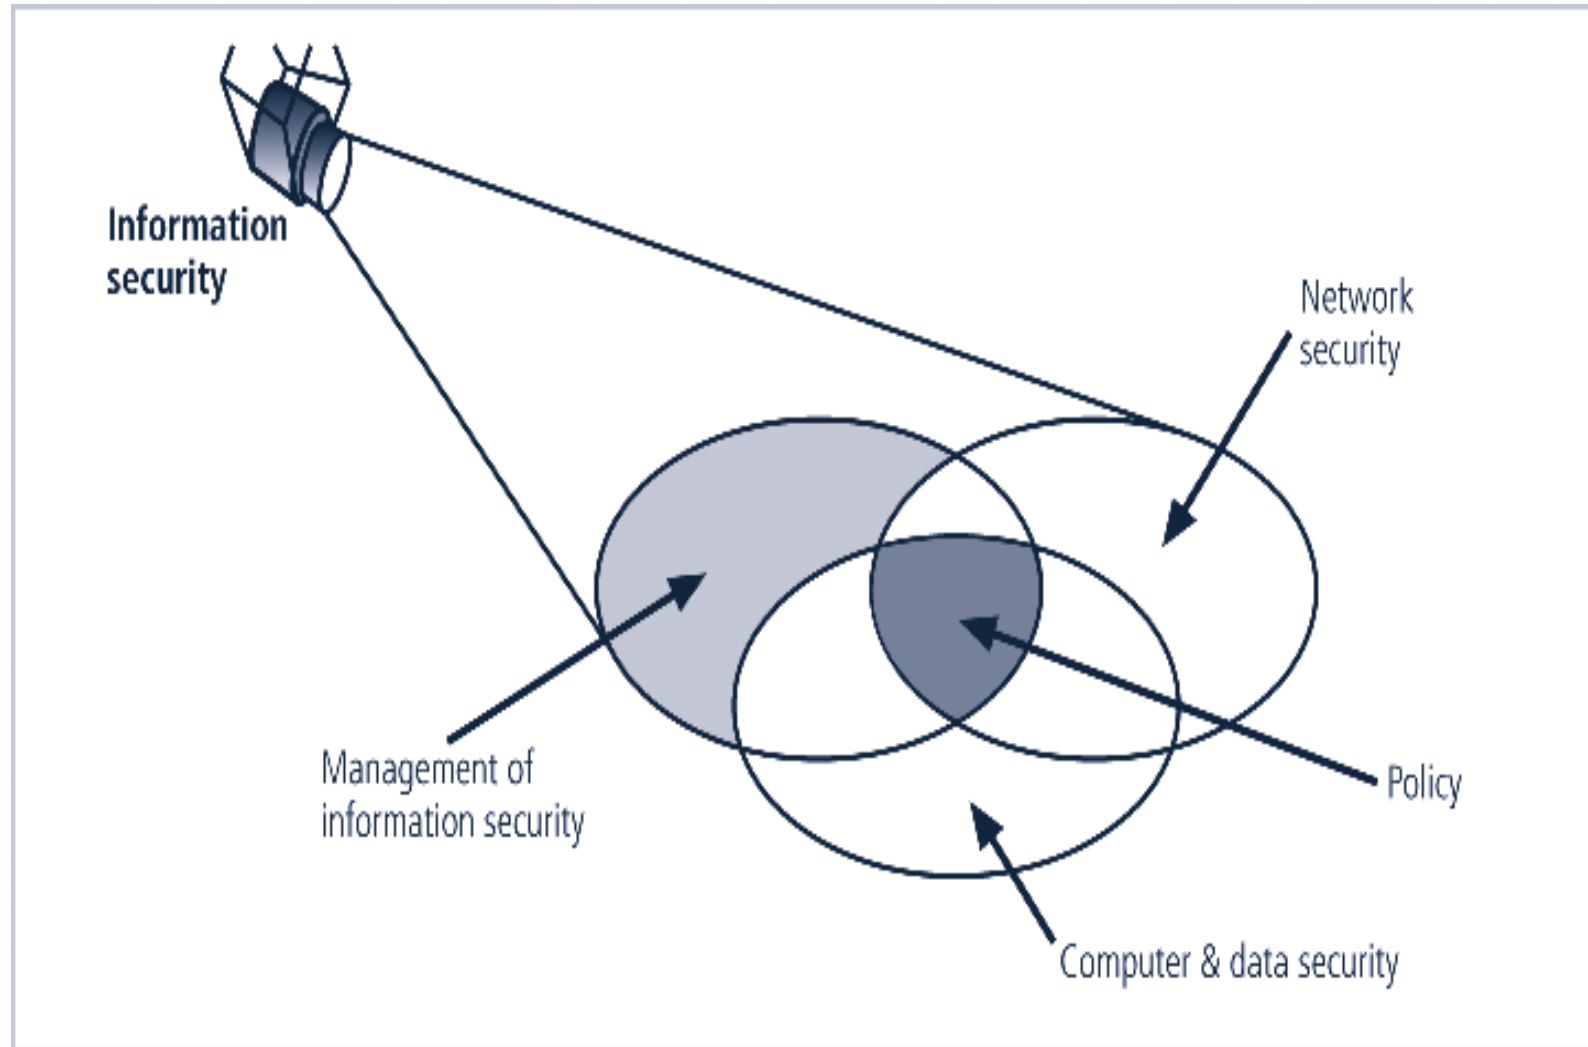 Information
security
Network
security
Management of
information security
Policy
Computer & data security